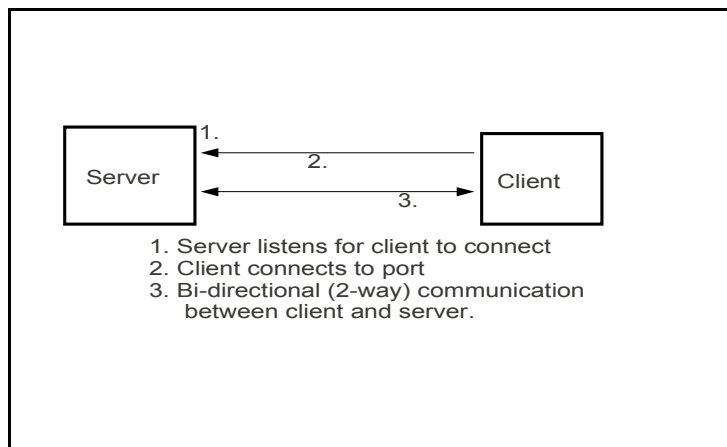 1.
2.
Server
Client
3.
1. Server listens for client to connect
2. Client connects to port
3. Bi-directional (2-way) communication
between client and server.